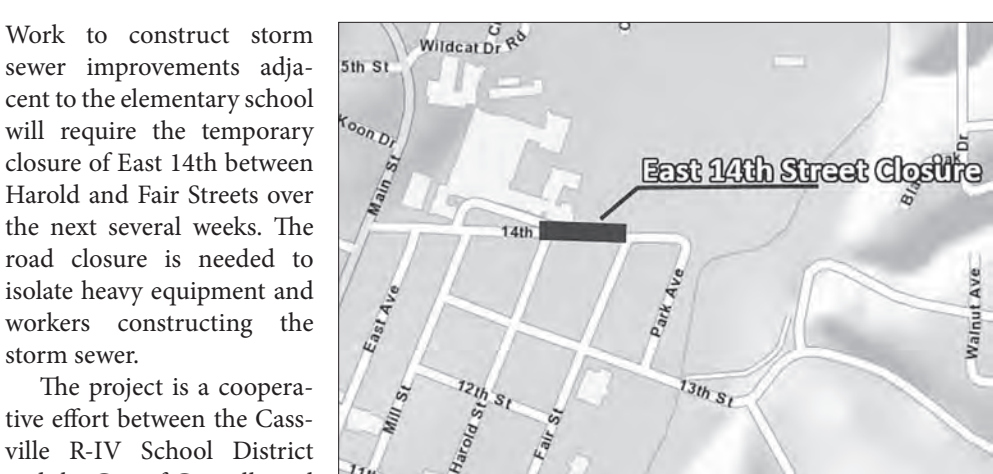 Work to construct storm
sewer improvements adja-
cent to the elementary school
will require the temporary
closure of East 14th between
Harold and Fair Streets over
the next several weeks. The
road closure is needed to
isolate heavy equipment and
workers constructing the
storm sewer.
The project is a coopera-
tive effort between the Cass-
ville R-IV School District
Wildcat Dr Rd
5th St
Koon Dr
Main St
East 14th Street Closure
Oak Dr
14th
East Ave
Park Ave
Walnut Ave
13th St
12th St
Mill St
Harold St
Fair St
11th